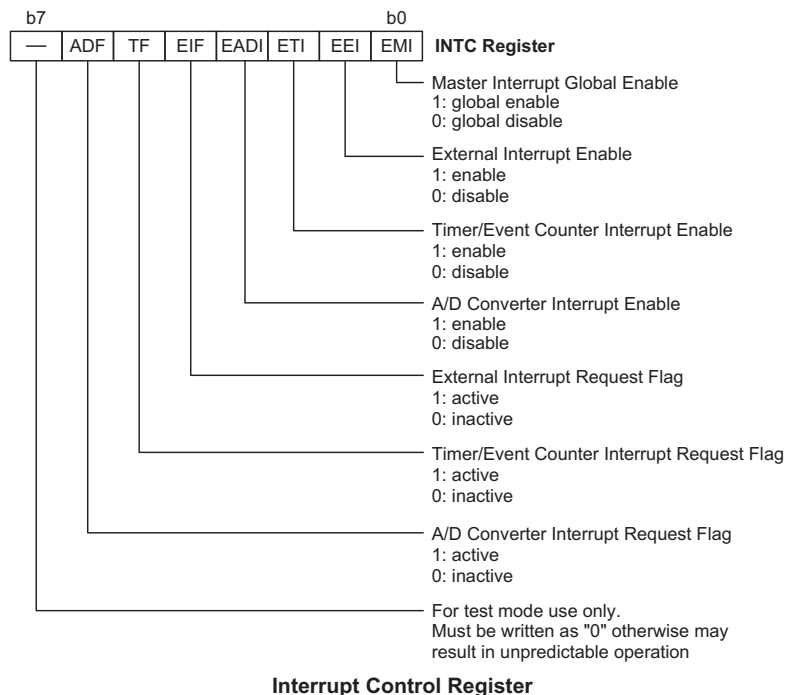 b7 b0
— ADF TF EIF EADI ETI EEI EMI INTC Register
Master Interrupt Global Enable
1: global enable
0: global disable
External Interrupt Enable
1: enable
0: disable
Timer/Event Counter Interrupt Enable
1: enable
0: disable
A/D Converter Interrupt Enable
1: enable
0: disable
External Interrupt Request Flag
1: active
0: inactive
Timer/Event Counter Interrupt Request Flag
1: active
0: inactive
A/D Converter Interrupt Request Flag
1: active
0: inactive
For test mode use only.
Must be written as "0" otherwise may
result in unpredictable operation
Interrupt Control Register